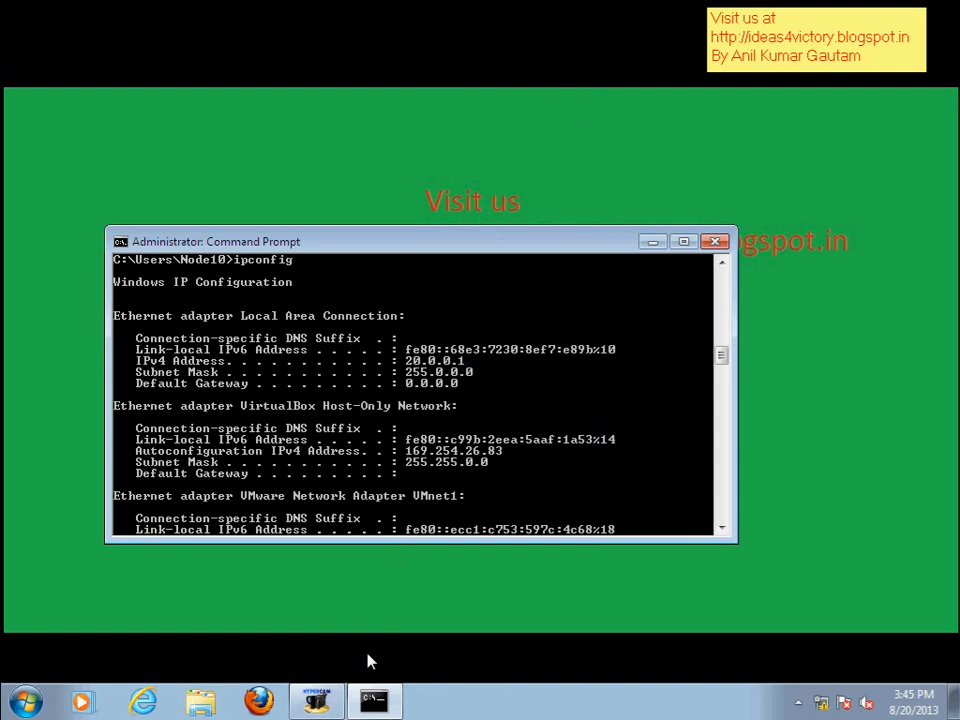 Visit us at
http://ideas4victory.blogspot.in
By Anil Kumar Gautam
Visit us
ogspot.in
Administrator: Command Prompt
C:\Users\Node10>ipconfig
Windows IP Configuration
Ethernet adapter Local Area Connection:
Connection-specific DNS Suffix . :
Link-local IPv6 Address . . . . . : fe80::68e3:7230:8ef7:e89b%10
IPv4 Address. . . . . . . . . . . : 20.0.0.1
Subnet Mask . . . . . . . . . . . : 255.0.0.0
Default Gateway . . . . . . . . . : 0.0.0.0
Ethernet adapter VirtualBox Host-Only Network:
Connection-specific DNS Suffix . :
Link-local IPv6 Address . . . . . : fe80::c99b:2eea:5aaf:1a53%14
Autoconfiguration IPv4 Address. . : 169.254.26.83
Subnet Mask . . . . . . . . . . . : 255.255.0.0
Default Gateway . . . . . . . . . :
Ethernet adapter VMware Network Adapter VMnet1:
Connection-specific DNS Suffix . :
Link-local IPv6 Address . . . . . : fe80::ecc1:c753:597c:4c68%18
HYPERCAM
C:\_
3:45 PM
8/20/2013